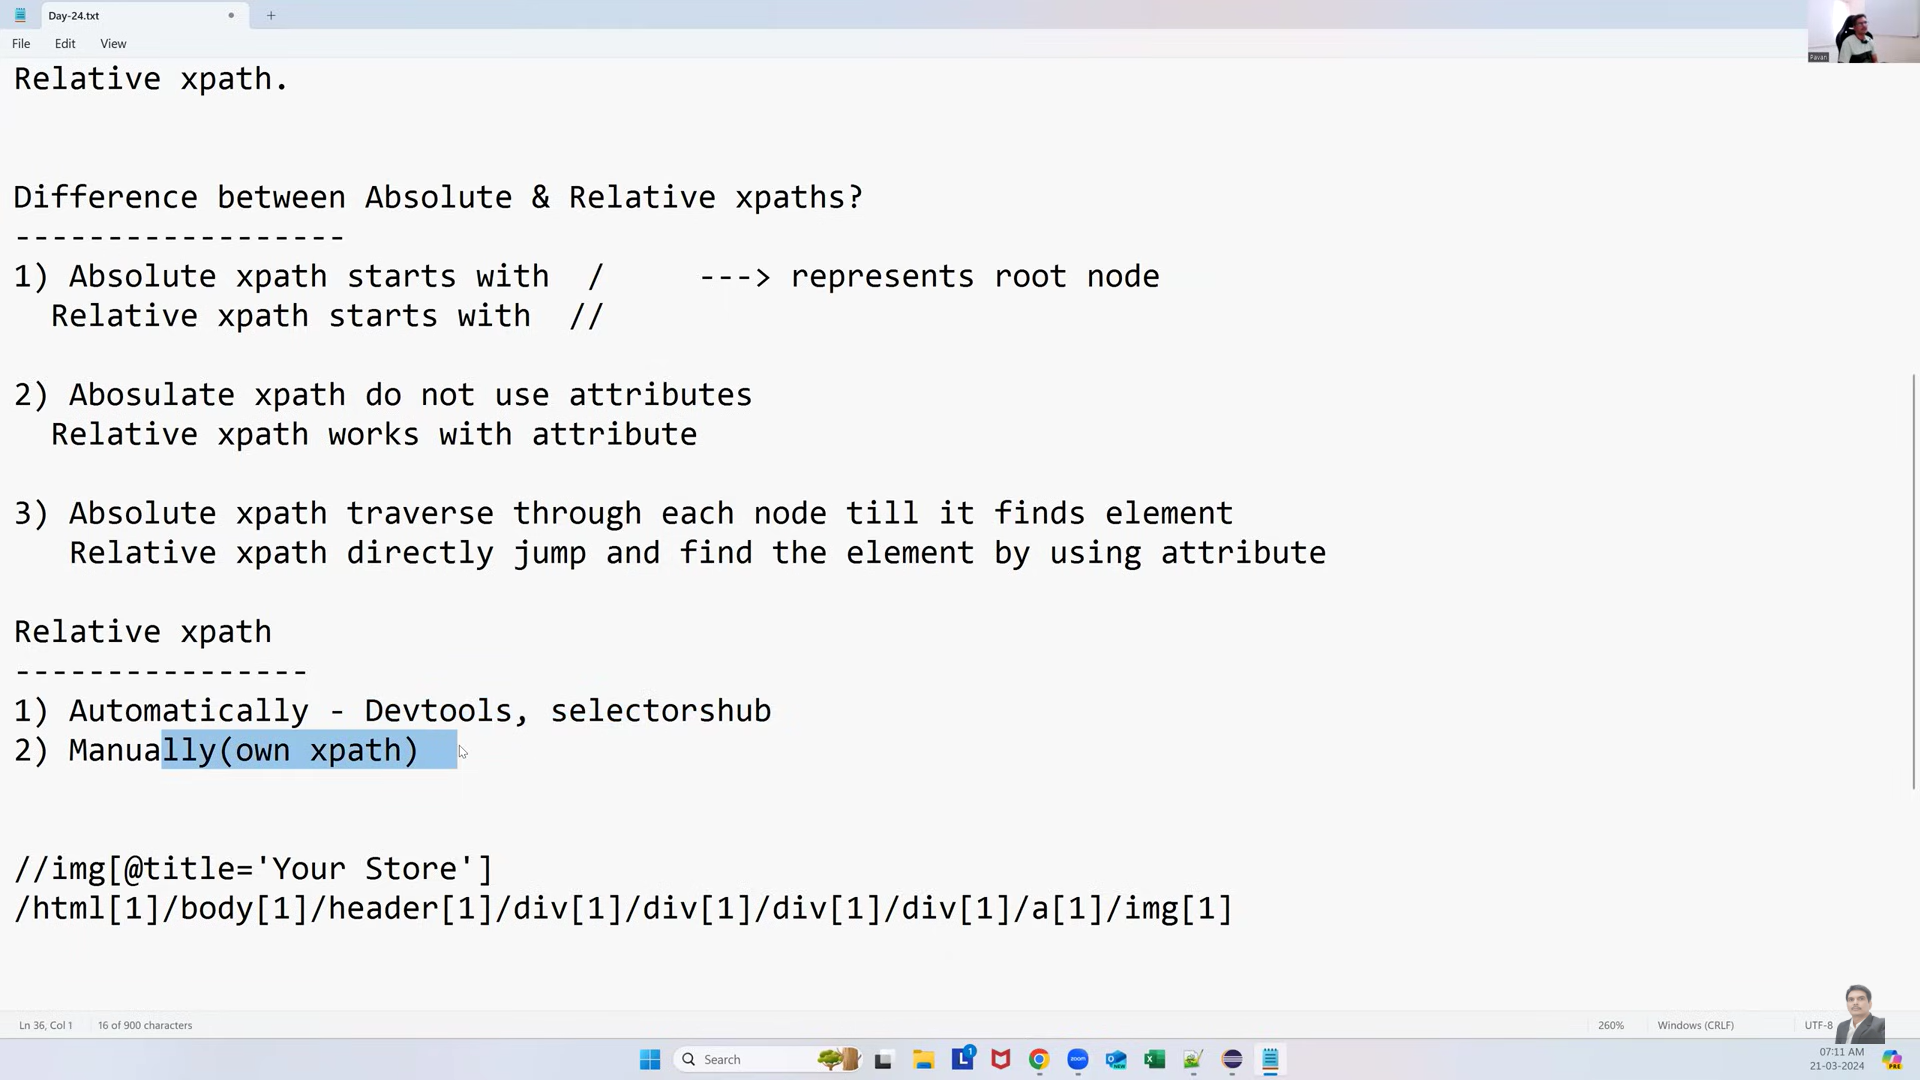 Day-24.txt
File Edit View
Pavan
Relative xpath.
Difference between Absolute & Relative xpaths?
------------------
1) Absolute xpath starts with / ---> represents root node
Relative xpath starts with //
2) Abosulate xpath do not use attributes
Relative xpath works with attribute
3) Absolute xpath traverse through each node till it finds element
Relative xpath directly jump and find the element by using attribute
Relative xpath
----------------
1) Automatically - Devtools, selectorshub
2) Manually(own xpath)
//img[@title='Your Store']
/html[1]/body[1]/header[1]/div[1]/div[1]/div[1]/div[1]/a[1]/img[1]
Ln 36, Col 1 16 of 900 characters 260% Windows (CRLF) UTF-8
Search
L 1
zoom
NEW
07:11 AM
21-03-2024
PRE